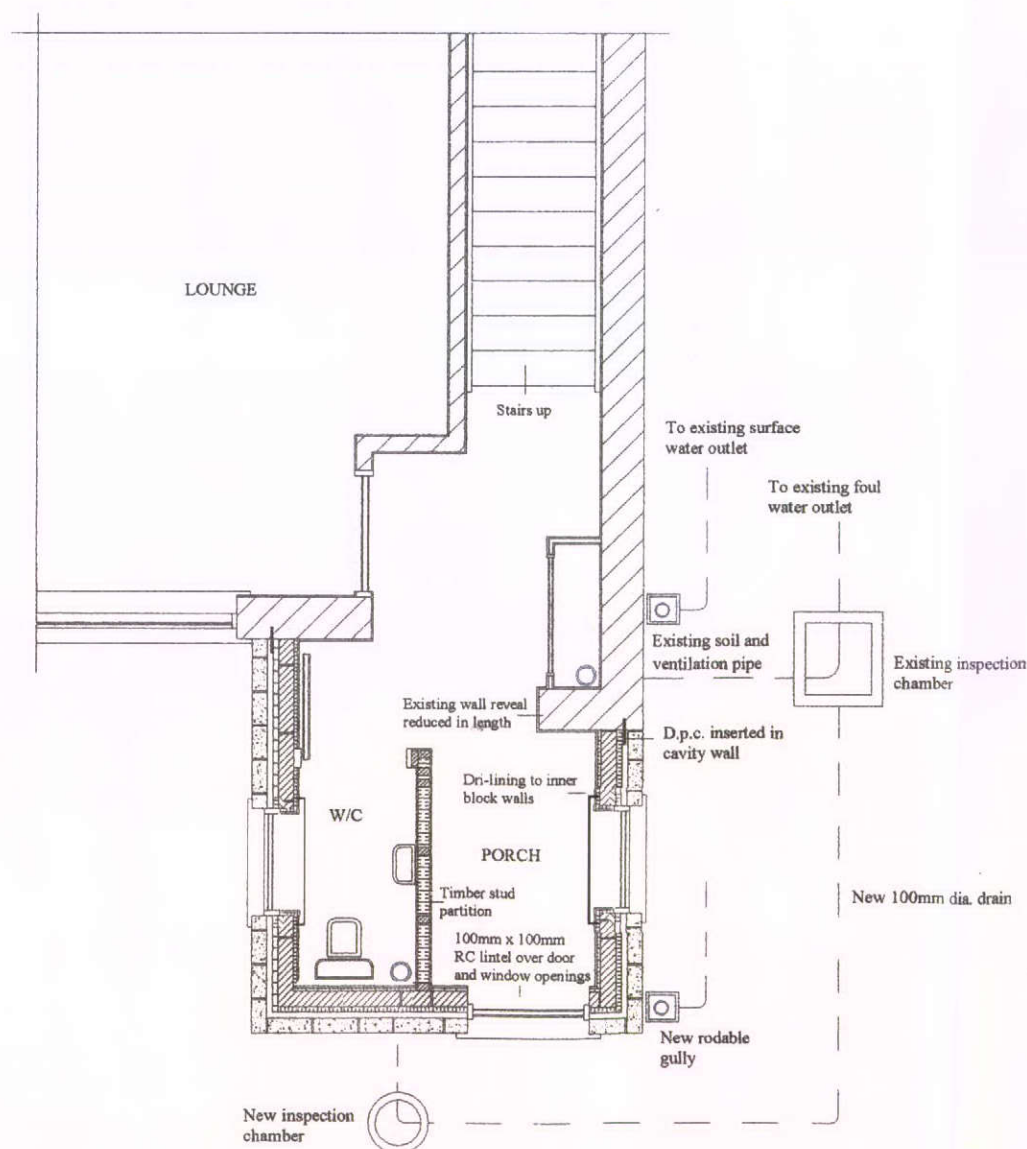 LOUNGE
Stairs up
To existing surface
water outlet
To existing foul
water outlet
Existing soil and
ventilation pipe
Existing inspection
chamber
Existing wall reveal
reduced in length
D.p.c. inserted in
cavity wall
Dri-lining to inner
block walls
W/C
PORCH
Timber stud
partition
New 100mm dia. drain
100mm x 100mm
RC lintel over door
and window openings
New rodable
gully
New inspection
chamber